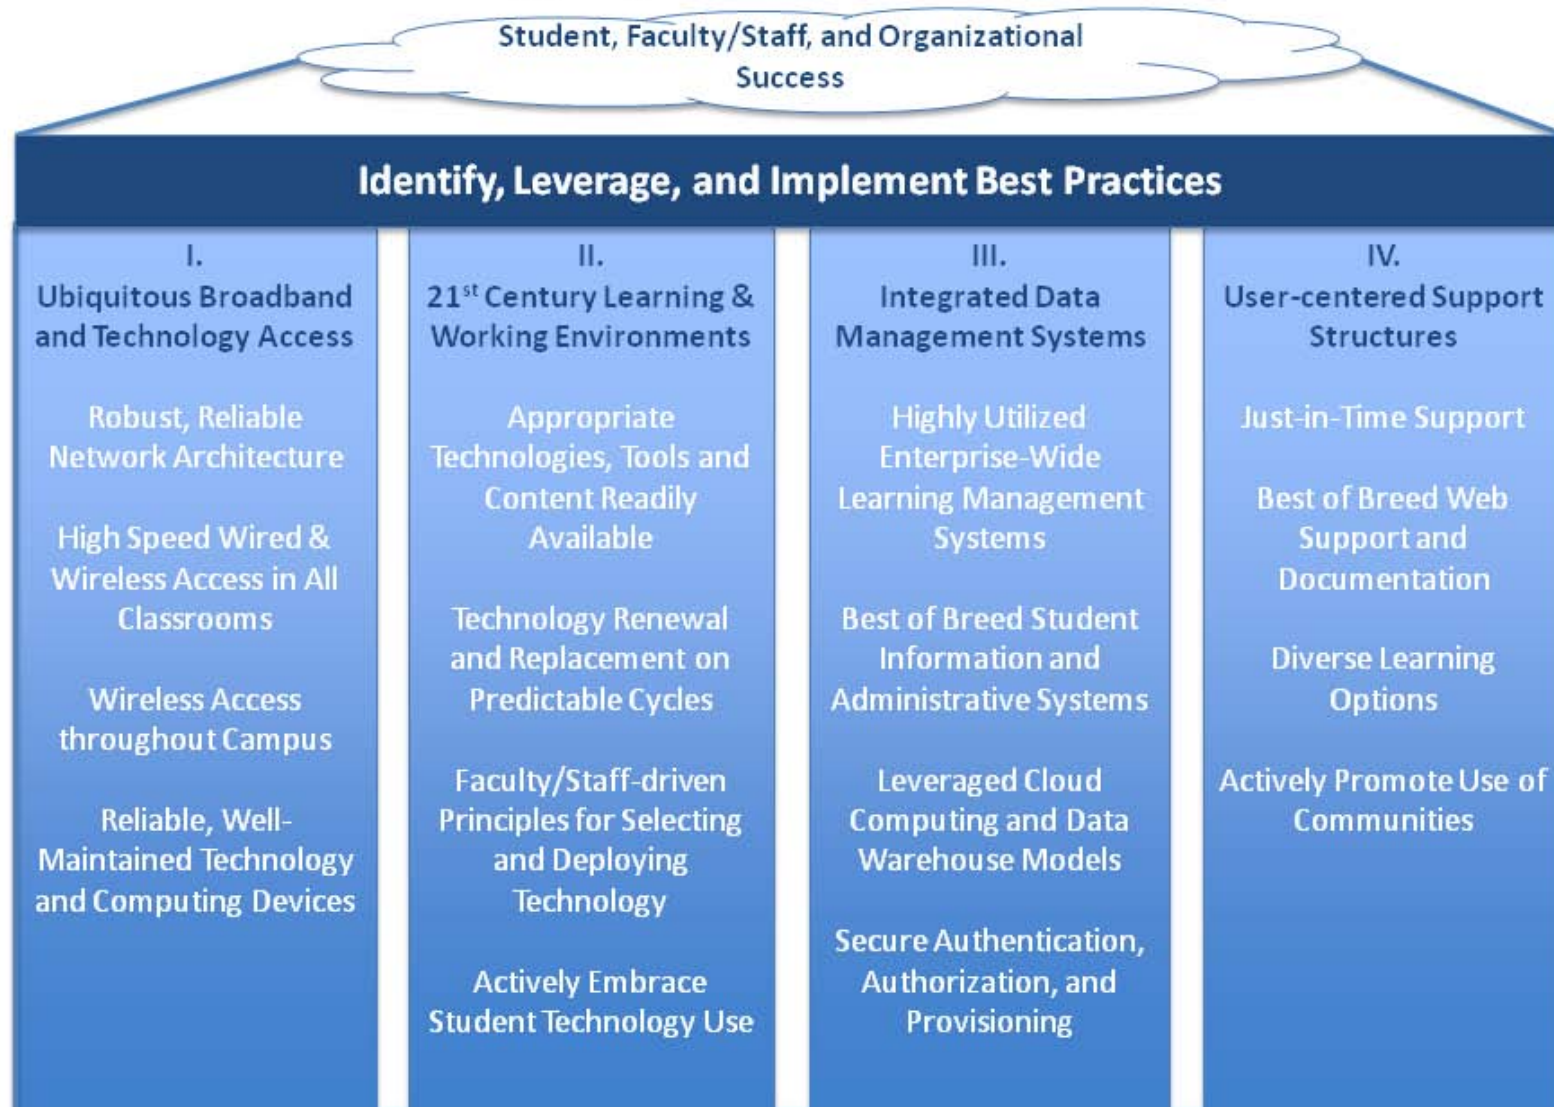 Student, Faculty/Staff, and Organizational
Success
Identify, Leverage, and Implement Best Practices
I.
Ubiquitous Broadband
and Technology Access
Robust, Reliable
Network Architecture
High Speed Wired &
Wireless Access in All
Classrooms
Wireless Access
throughout Campus
Reliable, Well-
Maintained Technology
and Computing Devices
II.
21st Century Learning &
Working Environments
Appropriate
Technologies, Tools and
Content Readily
Available
Technology Renewal
and Replacement on
Predictable Cycles
Faculty/Staff-driven
Principles for Selecting
and Deploying
Technology
Actively Embrace
Student Technology Use
III.
Integrated Data
Management Systems
Highly Utilized
Enterprise-Wide
Learning Management
Systems
Best of Breed Student
Information and
Administrative Systems
Leveraged Cloud
Computing and Data
Warehouse Models
Secure Authentication,
Authorization, and
Provisioning
IV.
User-centered Support
Structures
Just-in-Time Support
Best of Breed Web
Support and
Documentation
Diverse Learning
Options
Actively Promote Use of
Communities